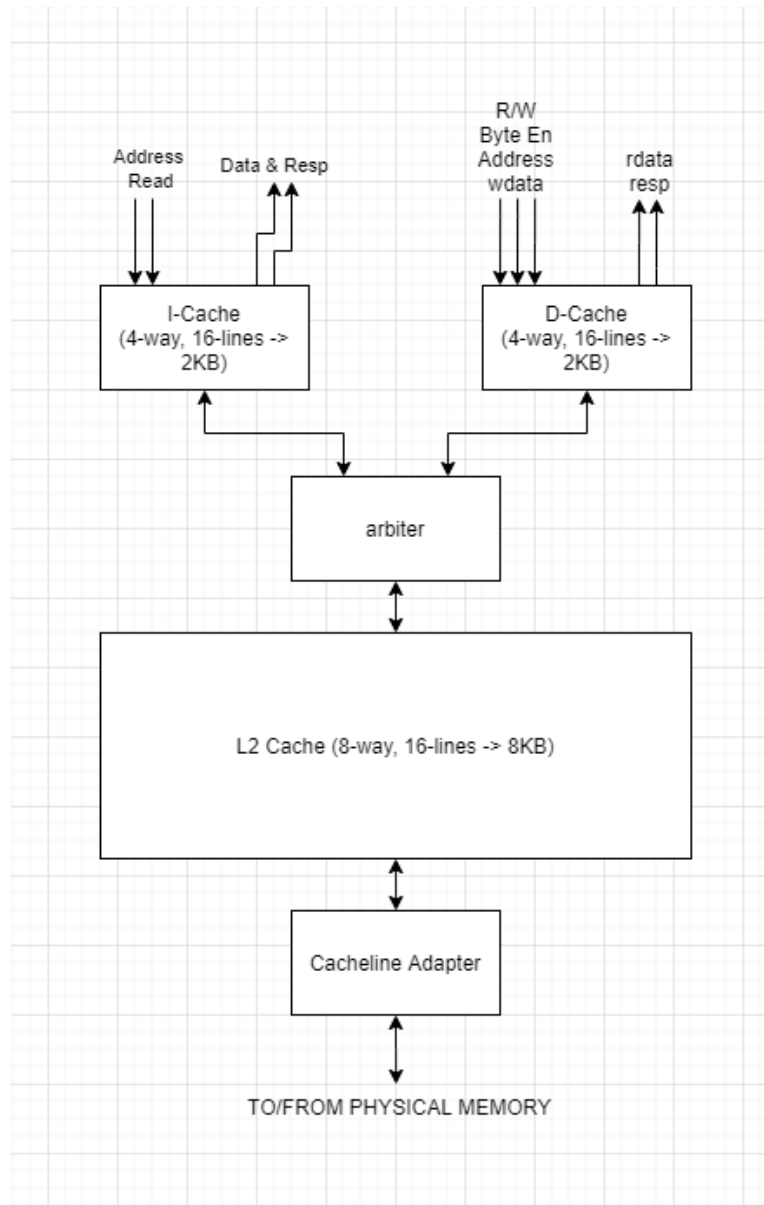 Address
Read
Data & Resp
R/W
Byte En
Address
wdata
rdata
resp
I-Cache
(4-way, 16-lines ->
2KB)
D-Cache
(4-way, 16-lines ->
2KB)
arbiter
L2 Cache (8-way, 16-lines -> 8KB)
Cacheline Adapter
TO/FROM PHYSICAL MEMORY